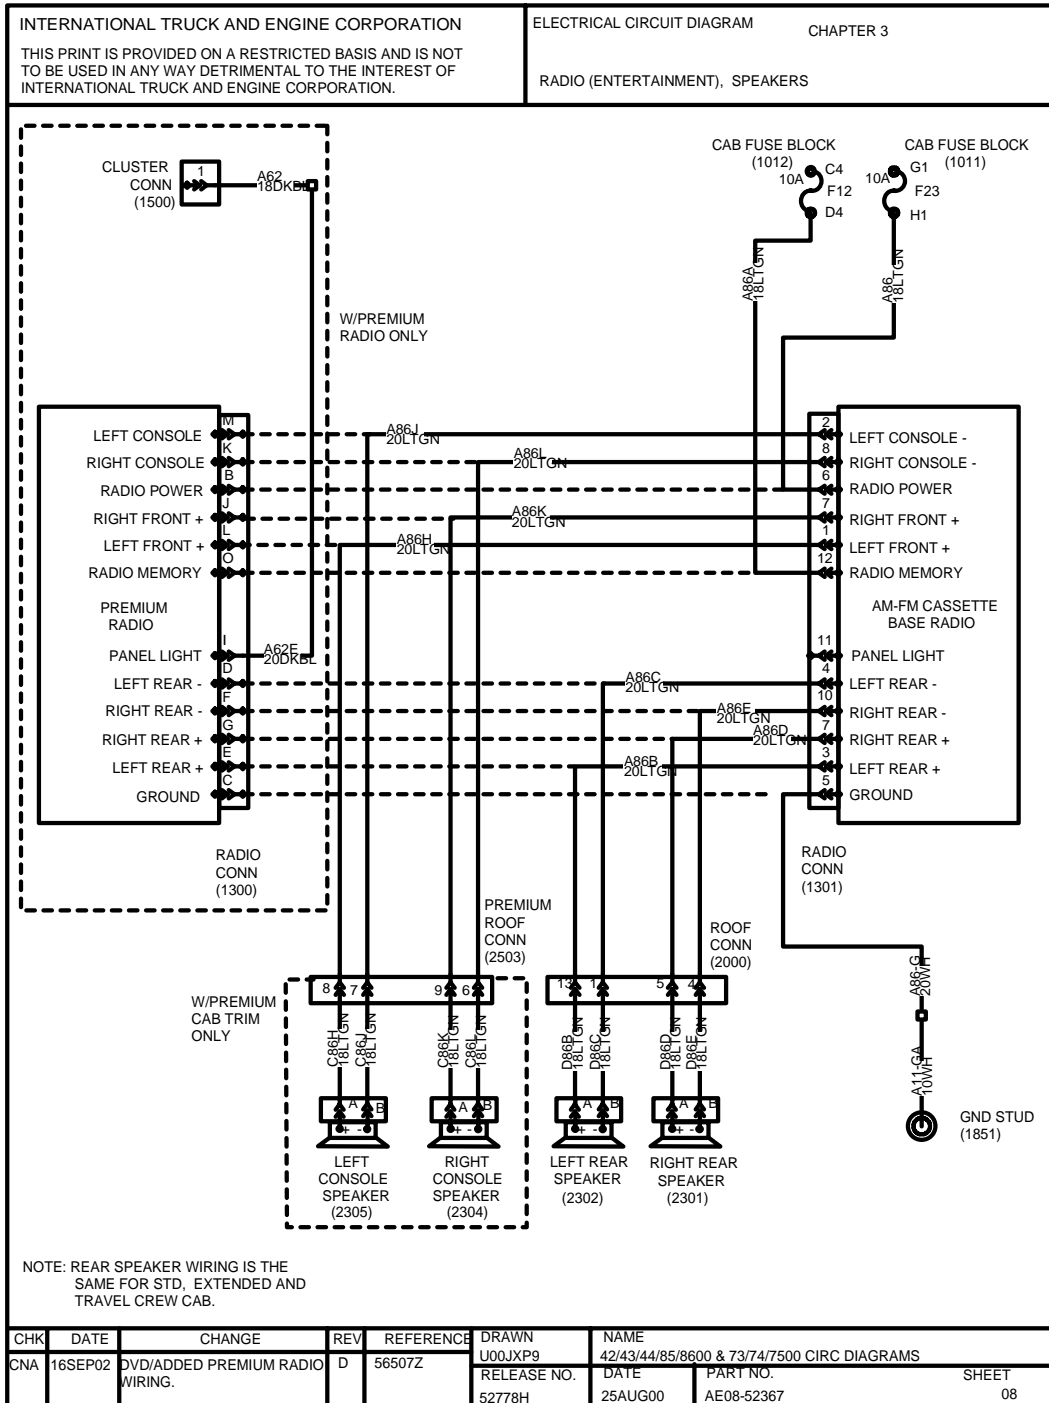 INTERNATIONAL TRUCK AND ENGINE CORPORATION
THIS PRINT IS PROVIDED ON A RESTRICTED BASIS AND IS NOT
TO BE USED IN ANY WAY DETRIMENTAL TO THE INTEREST OF
INTERNATIONAL TRUCK AND ENGINE CORPORATION.
ELECTRICAL CIRCUIT DIAGRAM
CHAPTER 3
RADIO (ENTERTAINMENT), SPEAKERS
CLUSTER
CONN
(1500)
1
A62
18DKBL
CAB FUSE BLOCK
(1012)
10A
C4
F12
D4
CAB FUSE BLOCK
(1011)
10A
G1
F23
H1
A86A
18LTGN
A86
18LTGN
W/PREMIUM
RADIO ONLY
LEFT CONSOLE
RIGHT CONSOLE
RADIO POWER
RIGHT FRONT +
LEFT FRONT +
RADIO MEMORY
PREMIUM
RADIO
PANEL LIGHT
LEFT REAR -
RIGHT REAR -
RIGHT REAR +
LEFT REAR +
GROUND
M
K
B
J
L
O
I
D
F
G
E
C
A86J
20LTGN
A86L
20LTGN
A86K
20LTGN
A86H
20LTGN
A62E
20DKBL
A86C
20LTGN
A86E
20LTGN
A86D
20LTGN
A86B
20LTGN
2
8
6
7
1
12
11
4
10
7
3
5
LEFT CONSOLE -
RIGHT CONSOLE -
RADIO POWER
RIGHT FRONT +
LEFT FRONT +
RADIO MEMORY
AM-FM CASSETTE
BASE RADIO
PANEL LIGHT
LEFT REAR -
RIGHT REAR -
RIGHT REAR +
LEFT REAR +
GROUND
RADIO
CONN
(1300)
RADIO
CONN
(1301)
PREMIUM
ROOF
CONN
(2503)
ROOF
CONN
(2000)
W/PREMIUM
CAB TRIM
ONLY
8 7 9 6
13 1 5 4
C86H
18LTGN
C86J
18LTGN
C86K
18LTGN
C86L
18LTGN
D86B
18LTGN
D86C
18LTGN
D86D
18LTGN
D86E
18LTGN
A86-G
20WH
A11-GA
10WH
A B
+ -
A B
+ -
A B
+ -
A B
+ -
LEFT
CONSOLE
SPEAKER
(2305)
RIGHT
CONSOLE
SPEAKER
(2304)
LEFT REAR
SPEAKER
(2302)
RIGHT REAR
SPEAKER
(2301)
GND STUD
(1851)
NOTE: REAR SPEAKER WIRING IS THE
SAME FOR STD, EXTENDED AND
TRAVEL CREW CAB.
CHK DATE CHANGE REV REFERENCE
CNA 16SEP02 DVD/ADDED PREMIUM RADIO D 56507Z
WIRING.
DRAWN
U00JXP9
NAME
42/43/44/85/8600 & 73/74/7500 CIRC DIAGRAMS
RELEASE NO.
52778H
DATE
25AUG00
PART NO.
AE08-52367
SHEET
08